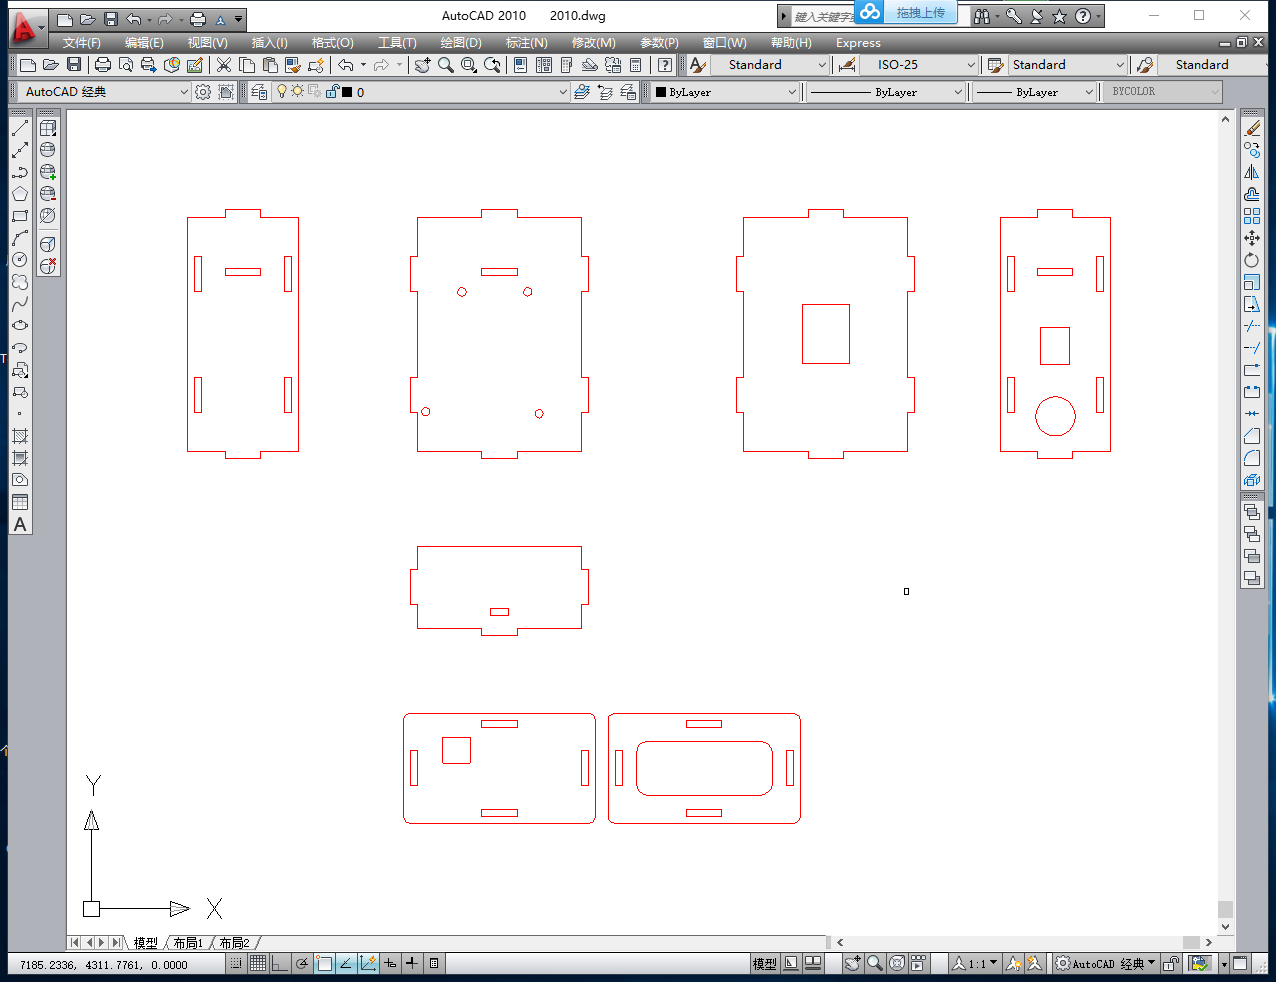 AutoCAD 2010 2010.dwg
键入关键字
拖拽上传
文件(F) 编辑(E) 视图(V) 插入(I) 格式(O) 工具(T) 绘图(D) 标注(N) 修改(M) 参数(P) 窗口(W) 帮助(H) Express
Standard ISO-25 Standard Standard
AutoCAD 经典 0 ByLayer ByLayer ByLayer BYCOLOR
A
T
Y
X
模型 布局1 布局2
7185.2336, 4311.7761, 0.0000 模型 1:1 AutoCAD 经典